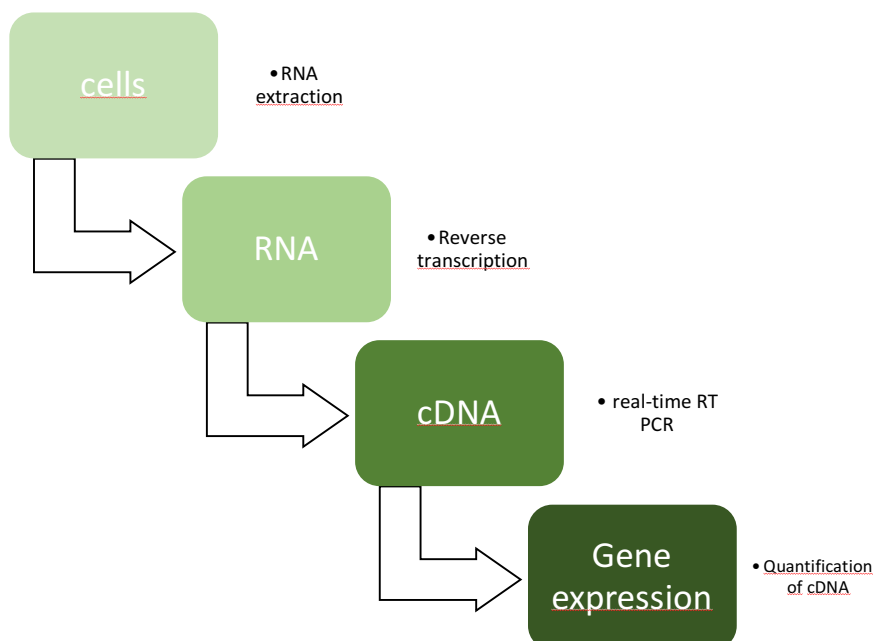 cells
• RNA
extraction
RNA
• Reverse
transcription
cDNA
• real-time RT
PCR
Gene
expression
• Quantification
of cDNA